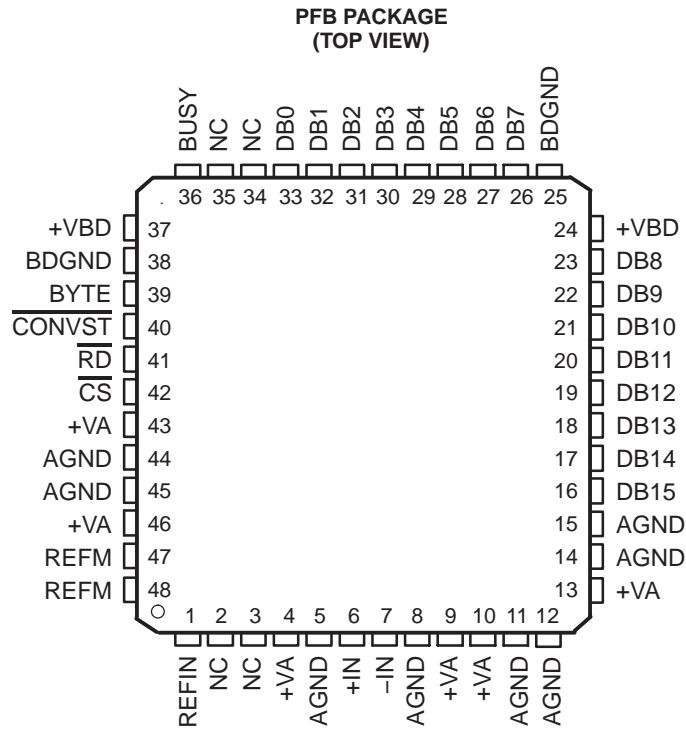 PFB PACKAGE
(TOP VIEW)
BUSY NC NC DB0 DB1 DB2 DB3 DB4 DB5 DB6 DB7 BDGND
36 35 34 33 32 31 30 29 28 27 26 25
+VBD 37 24 +VBD
BDGND 38 23 DB8
BYTE 39 22 DB9
CONVST 40 21 DB10
RD 41 20 DB11
CS 42 19 DB12
+VA 43 18 DB13
AGND 44 17 DB14
AGND 45 16 DB15
+VA 46 15 AGND
REFM 47 14 AGND
REFM 48 13 +VA
1 2 3 4 5 6 7 8 9 10 11 12
REFIN NC NC +VA AGND +IN –IN AGND +VA +VA AGND AGND